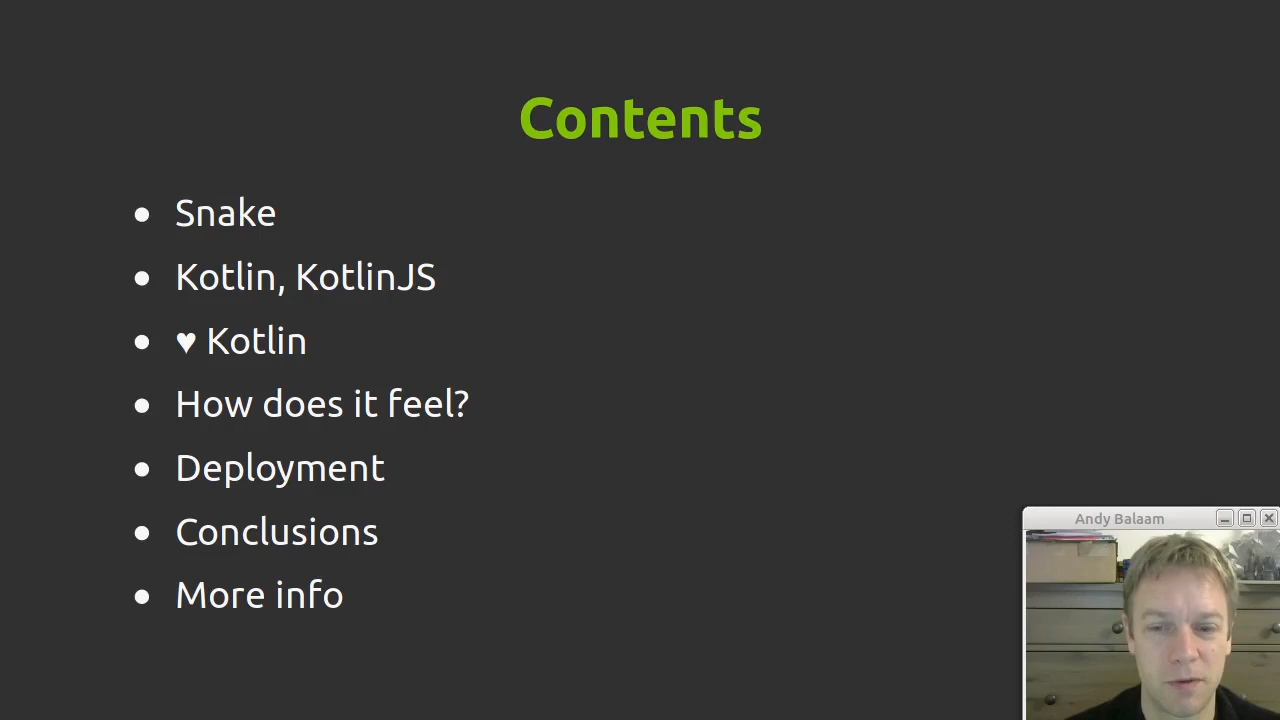 Contents
Snake
Kotlin, KotlinJS
♥ Kotlin
How does it feel?
Deployment
Conclusions
More info
Andy Balaam